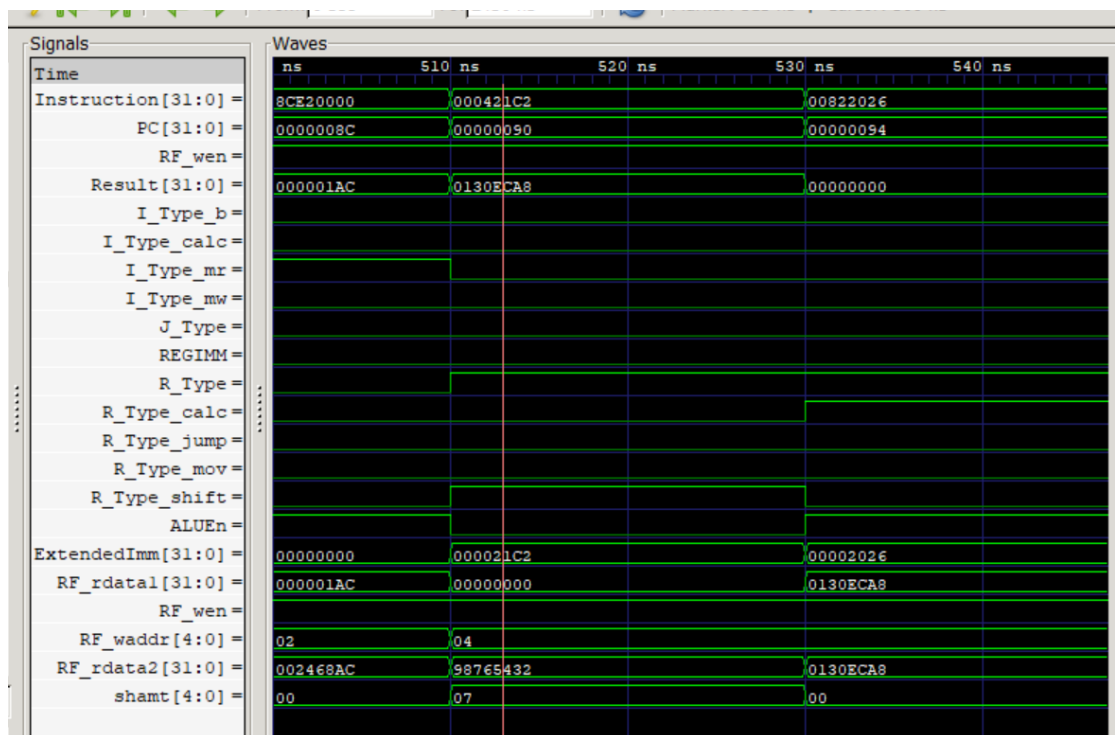 Signals
Waves
Time
ns 510 ns 520 ns 530 ns 540 ns
Instruction[31:0] = 8CE20000 000421C2 00822026
PC[31:0] = 0000008C 00000090 00000094
RF_wen =
Result[31:0] = 000001AC 0130ECA8 00000000
I_Type_b =
I_Type_calc =
I_Type_mr =
I_Type_mw =
J_Type =
REGIMM =
R_Type =
R_Type_calc =
R_Type_jump =
R_Type_mov =
R_Type_shift =
ALUEn =
ExtendedImm[31:0] = 00000000 000021C2 00002026
RF_rdata1[31:0] = 000001AC 00000000 0130ECA8
RF_wen =
RF_waddr[4:0] = 02 04
RF_rdata2[31:0] = 002468AC 98765432 0130ECA8
shamt[4:0] = 00 07 00